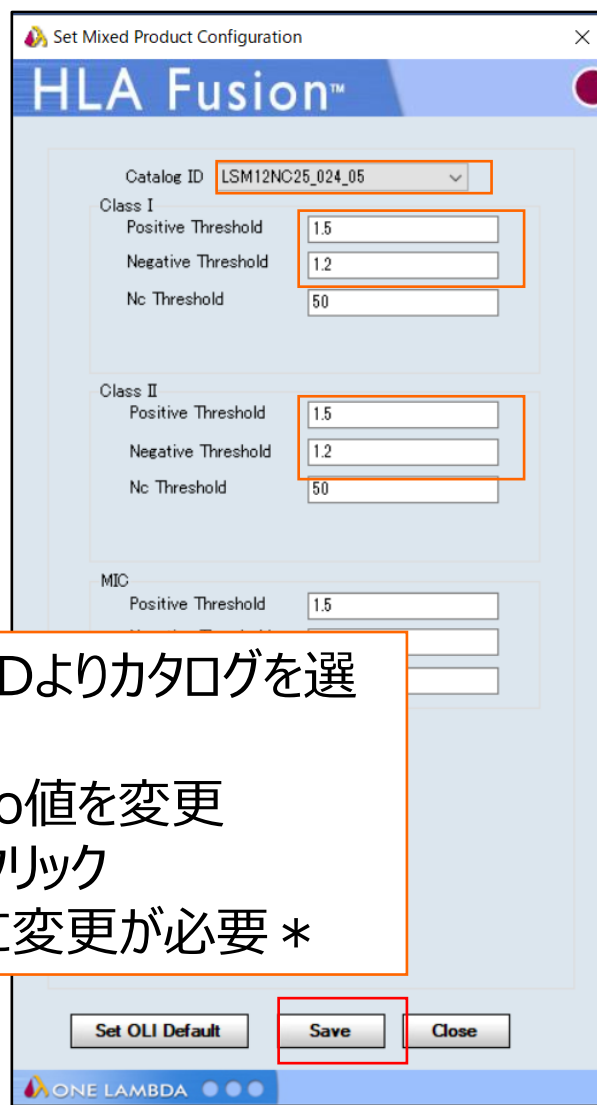 Set Mixed Product Configuration
HLA Fusion™
Catalog ID LSM12NC25_024_05
Class I
Positive Threshold 1.5
Negative Threshold 1.2
Nc Threshold 50
Class II
Positive Threshold 1.5
Negative Threshold 1.2
Nc Threshold 50
MIC
Positive Threshold 1.5
Dよりカタログを選
o値を変更
リック
変更が必要＊
Set OLI Default Save Close
ONE LAMBDA